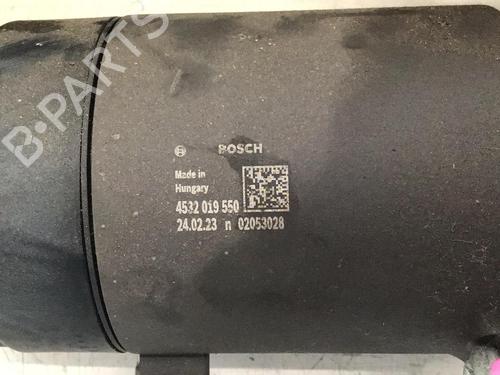 B-PARTS
BOSCH
Made in
Hungary
4532 019 550
24.02.23 n 02053028